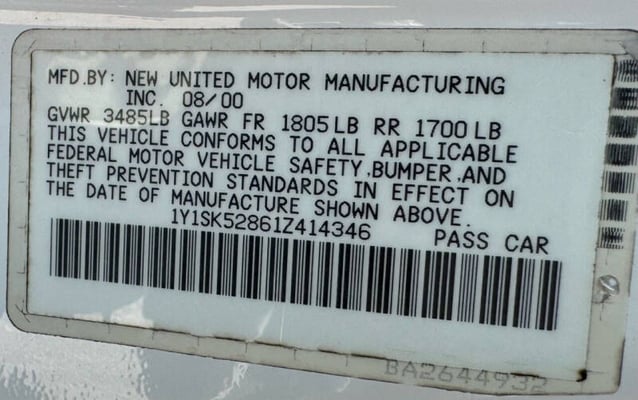 MFD.BY: NEW UNITED MOTOR MANUFACTURING
INC. 08/00
GVWR 3485LB GAWR FR 1805LB RR 1700LB
THIS VEHICLE CONFORMS TO ALL APPLICABLE
FEDERAL MOTOR VEHICLE SAFETY,BUMPER,AND
THEFT PREVENTION STANDARDS IN EFFECT ON
THE DATE OF MANUFACTURE SHOWN ABOVE.
1Y1SK52861Z414346 PASS CAR
BA2644932